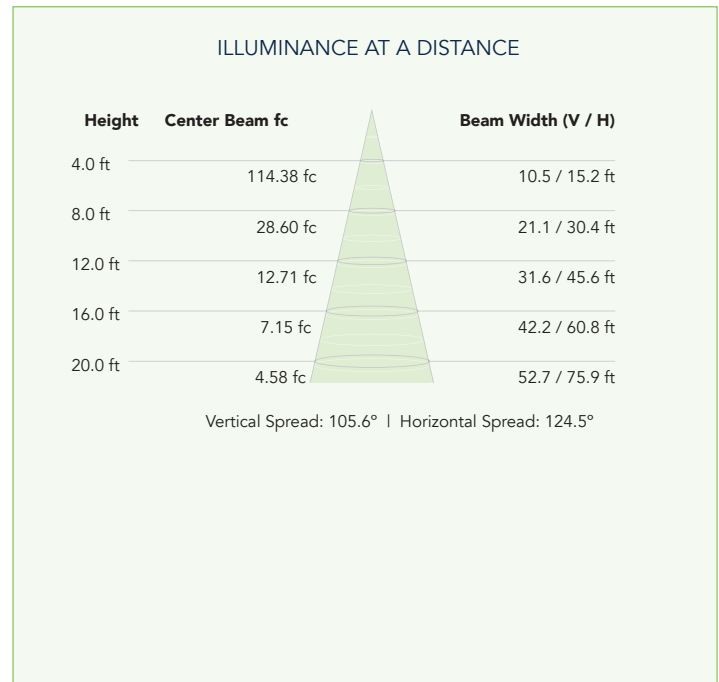 ILLUMINANCE AT A DISTANCE
Height Center Beam fc Beam Width (V / H)
4.0 ft 114.38 fc 10.5 / 15.2 ft
8.0 ft 28.60 fc 21.1 / 30.4 ft
12.0 ft 12.71 fc 31.6 / 45.6 ft
16.0 ft 7.15 fc 42.2 / 60.8 ft
20.0 ft 4.58 fc 52.7 / 75.9 ft
Vertical Spread: 105.6º | Horizontal Spread: 124.5º